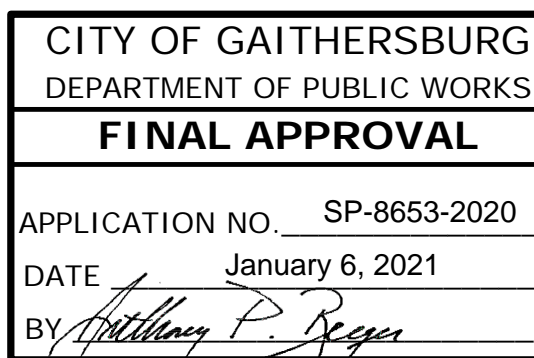 CITY OF GAITHERSBURG
DEPARTMENT OF PUBLIC WORKS
FINAL APPROVAL
APPLICATION NO. SP-8653-2020
DATE January 6, 2021
BY Anthony P.